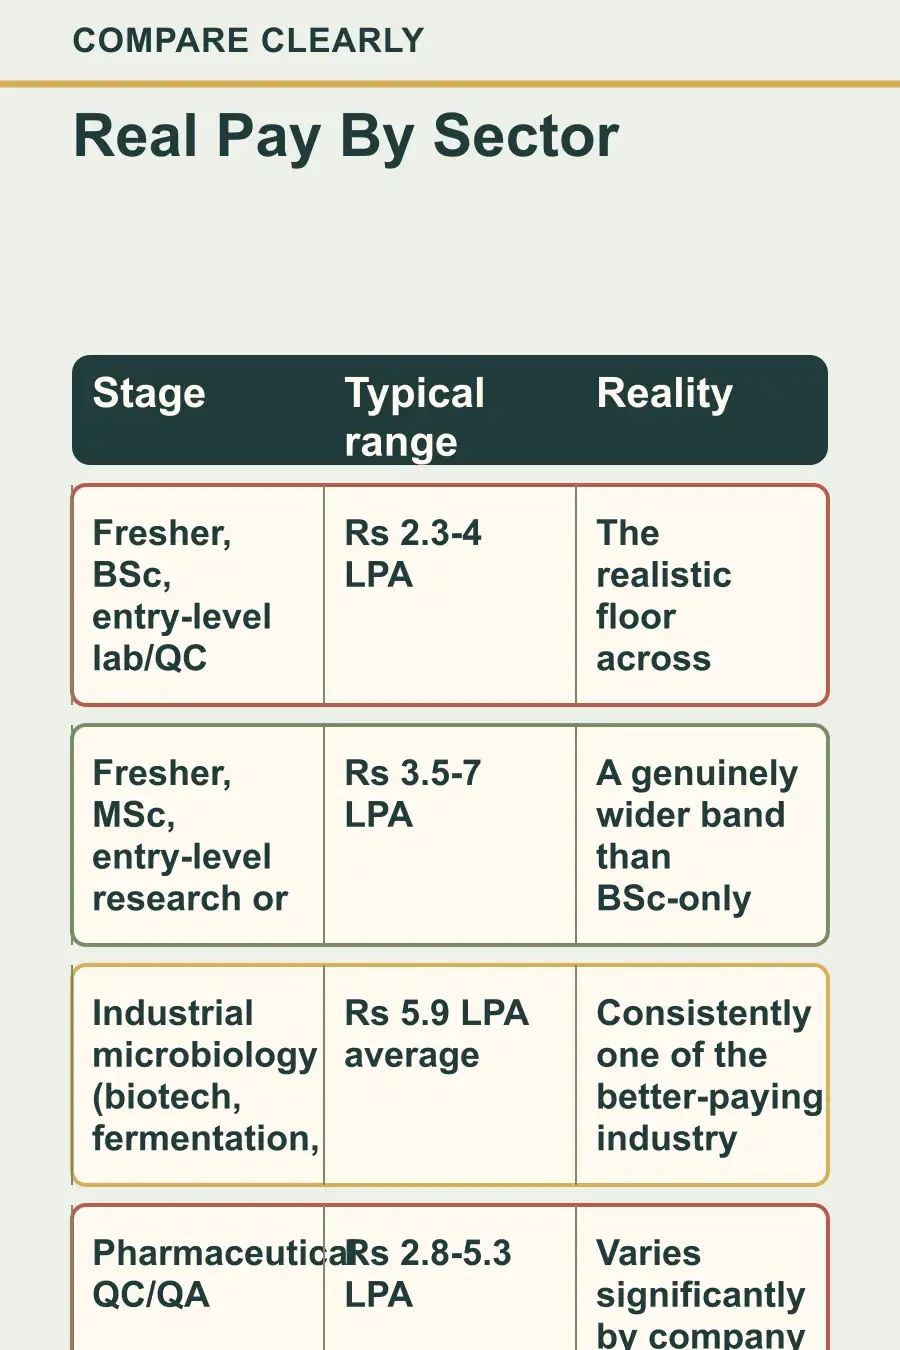 COMPARE CLEARLY
Real Pay By Sector
Stage
Typical
range
Reality
Fresher,
BSc,
entry-level
lab/QC
Rs 2.3-4
LPA
The
realistic
floor
across
Fresher,
MSc,
entry-level
research or
Rs 3.5-7
LPA
A genuinely
wider band
than
BSc-only
Industrial
microbiology
(biotech,
fermentation,
Rs 5.9 LPA
average
Consistently
one of the
better-paying
industry
Pharmaceutical
QC/QA
Rs 2.8-5.3
LPA
Varies
significantly
by company